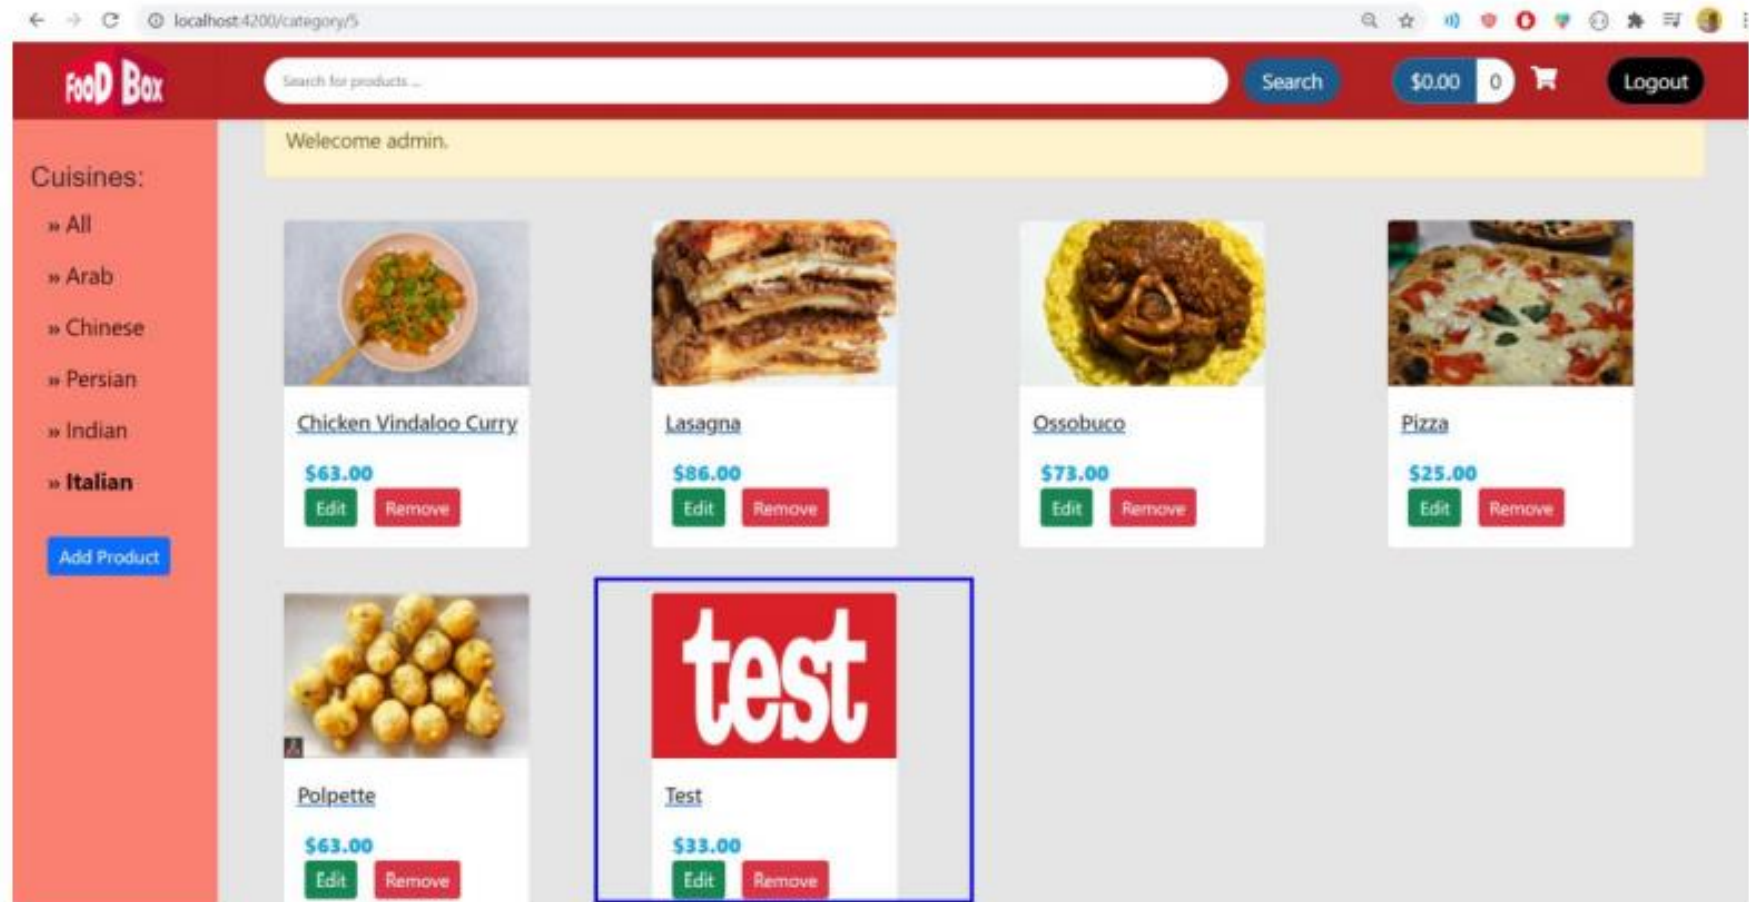 localhost:4200/category/5
FooD Box
Search for products ...
Search
$0.00 0
Logout
Welecome admin.
Cuisines:
» All
» Arab
» Chinese
» Persian
» Indian
» Italian
Add Product
Chicken Vindaloo Curry
$63.00
Edit Remove
Lasagna
$86.00
Edit Remove
Ossobuco
$73.00
Edit Remove
Pizza
$25.00
Edit Remove
Polpette
$63.00
Edit Remove
test
Test
$33.00
Edit Remove